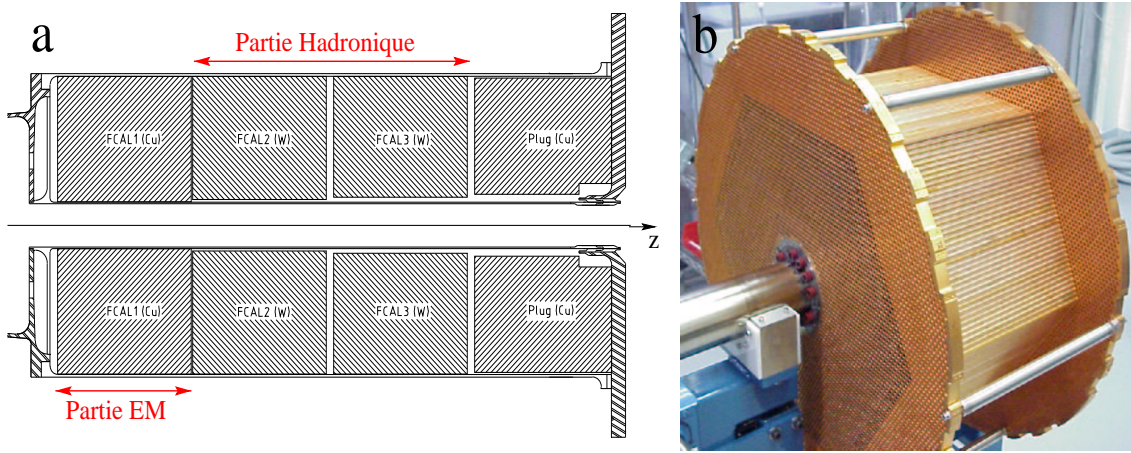 a
Partie Hadronique
FCAL1(Cu)
FCAL2(W)
FCAL3(W)
Plug(Cu)
z
FCAL1(Cu)
FCAL2(W)
FCAL3(W)
Plug(Cu)
Partie EM
b